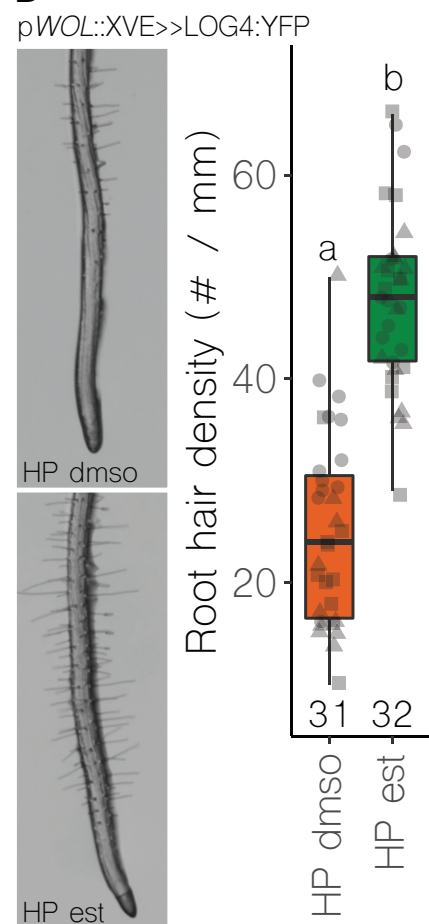 pWOL::XVE>>LOG4:YFP
HP dmso
HP est
Root hair density (# / mm)
60
40
20
a
b
31 32
HP dmso
HP est